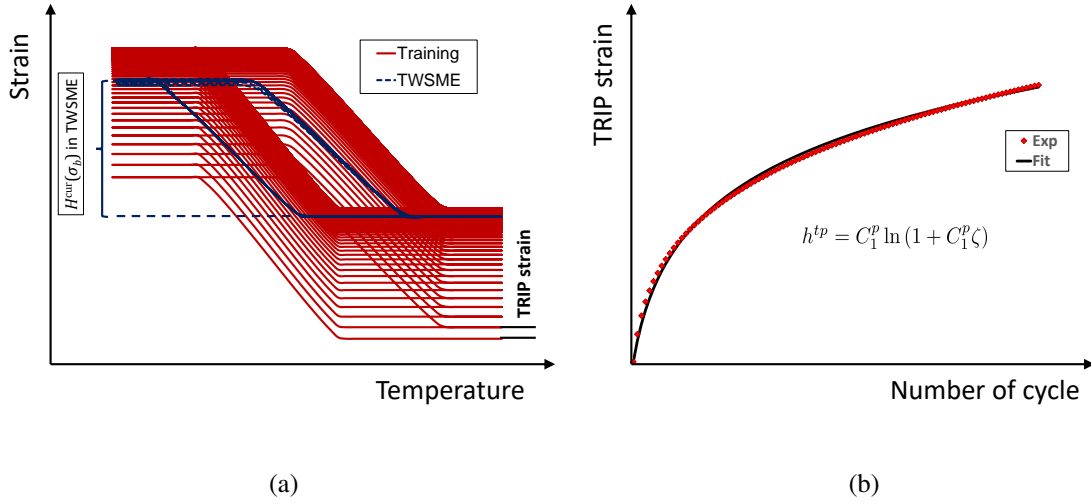 Strain
H^{cur}(σ_b) in TWSME
Training
TWSME
TRIP strain
Temperature
(a)
TRIP strain
Exp
Fit
h^{tp} = C_1^p ln (1 + C_1^p ζ)
Number of cycle
(b)